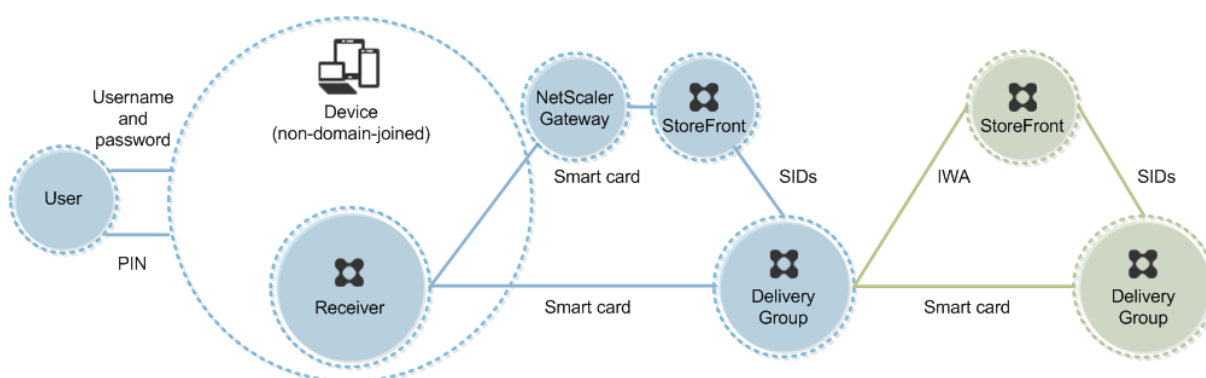 Username
and
password
User
PIN
Device
(non-domain-joined)
Receiver
NetScaler
Gateway
StoreFront
Smart card
SIDs
Smart card
Delivery
Group
IWA
StoreFront
SIDs
Smart card
Delivery
Group